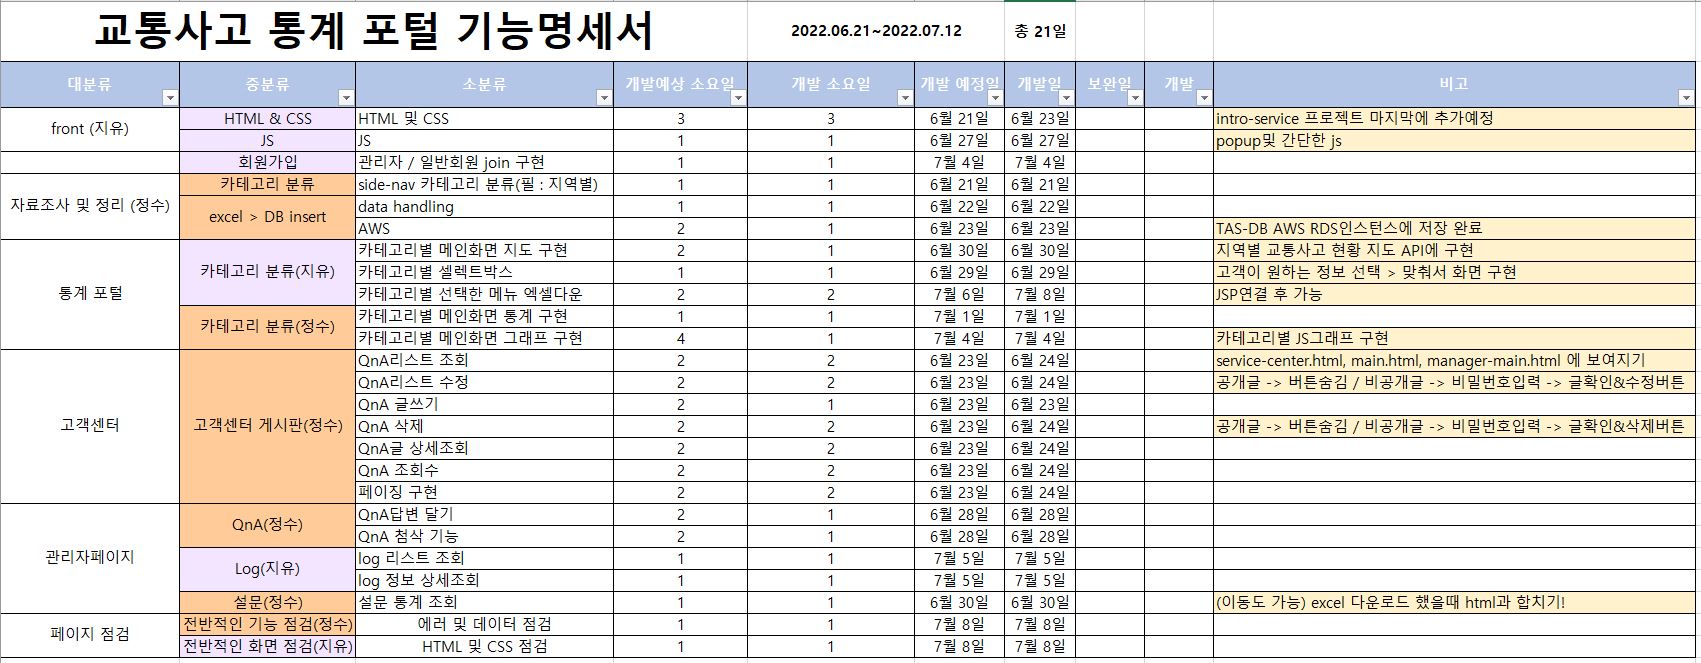 교통사고 통계 포털 기능명세서 2022.06.21~2022.07.12 총 21일
대분류 중분류 소분류 개발예상 소요일 개발 소요일 개발 예정일 개발일 보완일 개발 비고
front (지유) HTML & CSS HTML 및 CSS 3 3 6월 21일 6월 23일 intro-service 프로젝트 마지막에 추가예정
JS JS 1 1 6월 27일 6월 27일 popup및 간단한 js
회원가입 관리자 / 일반회원 join 구현 1 1 7월 4일 7월 4일
자료조사 및 정리 (정수) 카테고리 분류 side-nav 카테고리 분류(필 : 지역별) 1 1 6월 21일 6월 21일
excel > DB insert data handling 1 1 6월 22일 6월 22일
AWS 2 1 6월 23일 6월 23일 TAS-DB AWS RDS인스턴스에 저장 완료
통계 포털 카테고리 분류(지유) 카테고리별 메인화면 지도 구현 2 1 6월 30일 6월 30일 지역별 교통사고 현황 지도 API에 구현
카테고리별 셀렉트박스 1 1 6월 29일 6월 29일 고객이 원하는 정보 선택 > 맞춰서 화면 구현
카테고리별 선택한 메뉴 엑셀다운 2 2 7월 6일 7월 8일 JSP연결 후 가능
카테고리 분류(정수) 카테고리별 메인화면 통계 구현 1 1 7월 1일 7월 1일
카테고리별 메인화면 그래프 구현 4 1 7월 4일 7월 4일 카테고리별 JS그래프 구현
고객센터 고객센터 게시판(정수) QnA리스트 조회 2 2 6월 23일 6월 24일 service-center.html, main.html, manager-main.html 에 보여지기
QnA리스트 수정 2 2 6월 23일 6월 24일 공개글 -> 버튼숨김 / 비공개글 -> 비밀번호입력 -> 글확인&수정버튼
QnA 글쓰기 2 1 6월 23일 6월 23일
QnA 삭제 2 2 6월 23일 6월 24일 공개글 -> 버튼숨김 / 비공개글 -> 비밀번호입력 -> 글확인&삭제버튼
QnA글 상세조회 2 2 6월 23일 6월 24일
QnA 조회수 2 2 6월 23일 6월 24일
페이징 구현 2 2 6월 23일 6월 24일
관리자페이지 QnA(정수) QnA답변 달기 2 1 6월 28일 6월 28일
QnA 첨삭 기능 2 1 6월 28일 6월 28일
Log(지유) log 리스트 조회 1 1 7월 5일 7월 5일
log 정보 상세조회 1 1 7월 5일 7월 5일
설문(정수) 설문 통계 조회 1 1 6월 30일 6월 30일 (이동도 가능) excel 다운로드 했을때 html과 합치기!
페이지 점검 전반적인 기능 점검(정수) 에러 및 데이터 점검 1 1 7월 8일 7월 8일
전반적인 화면 점검(지유) HTML 및 CSS 점검 1 1 7월 8일 7월 8일